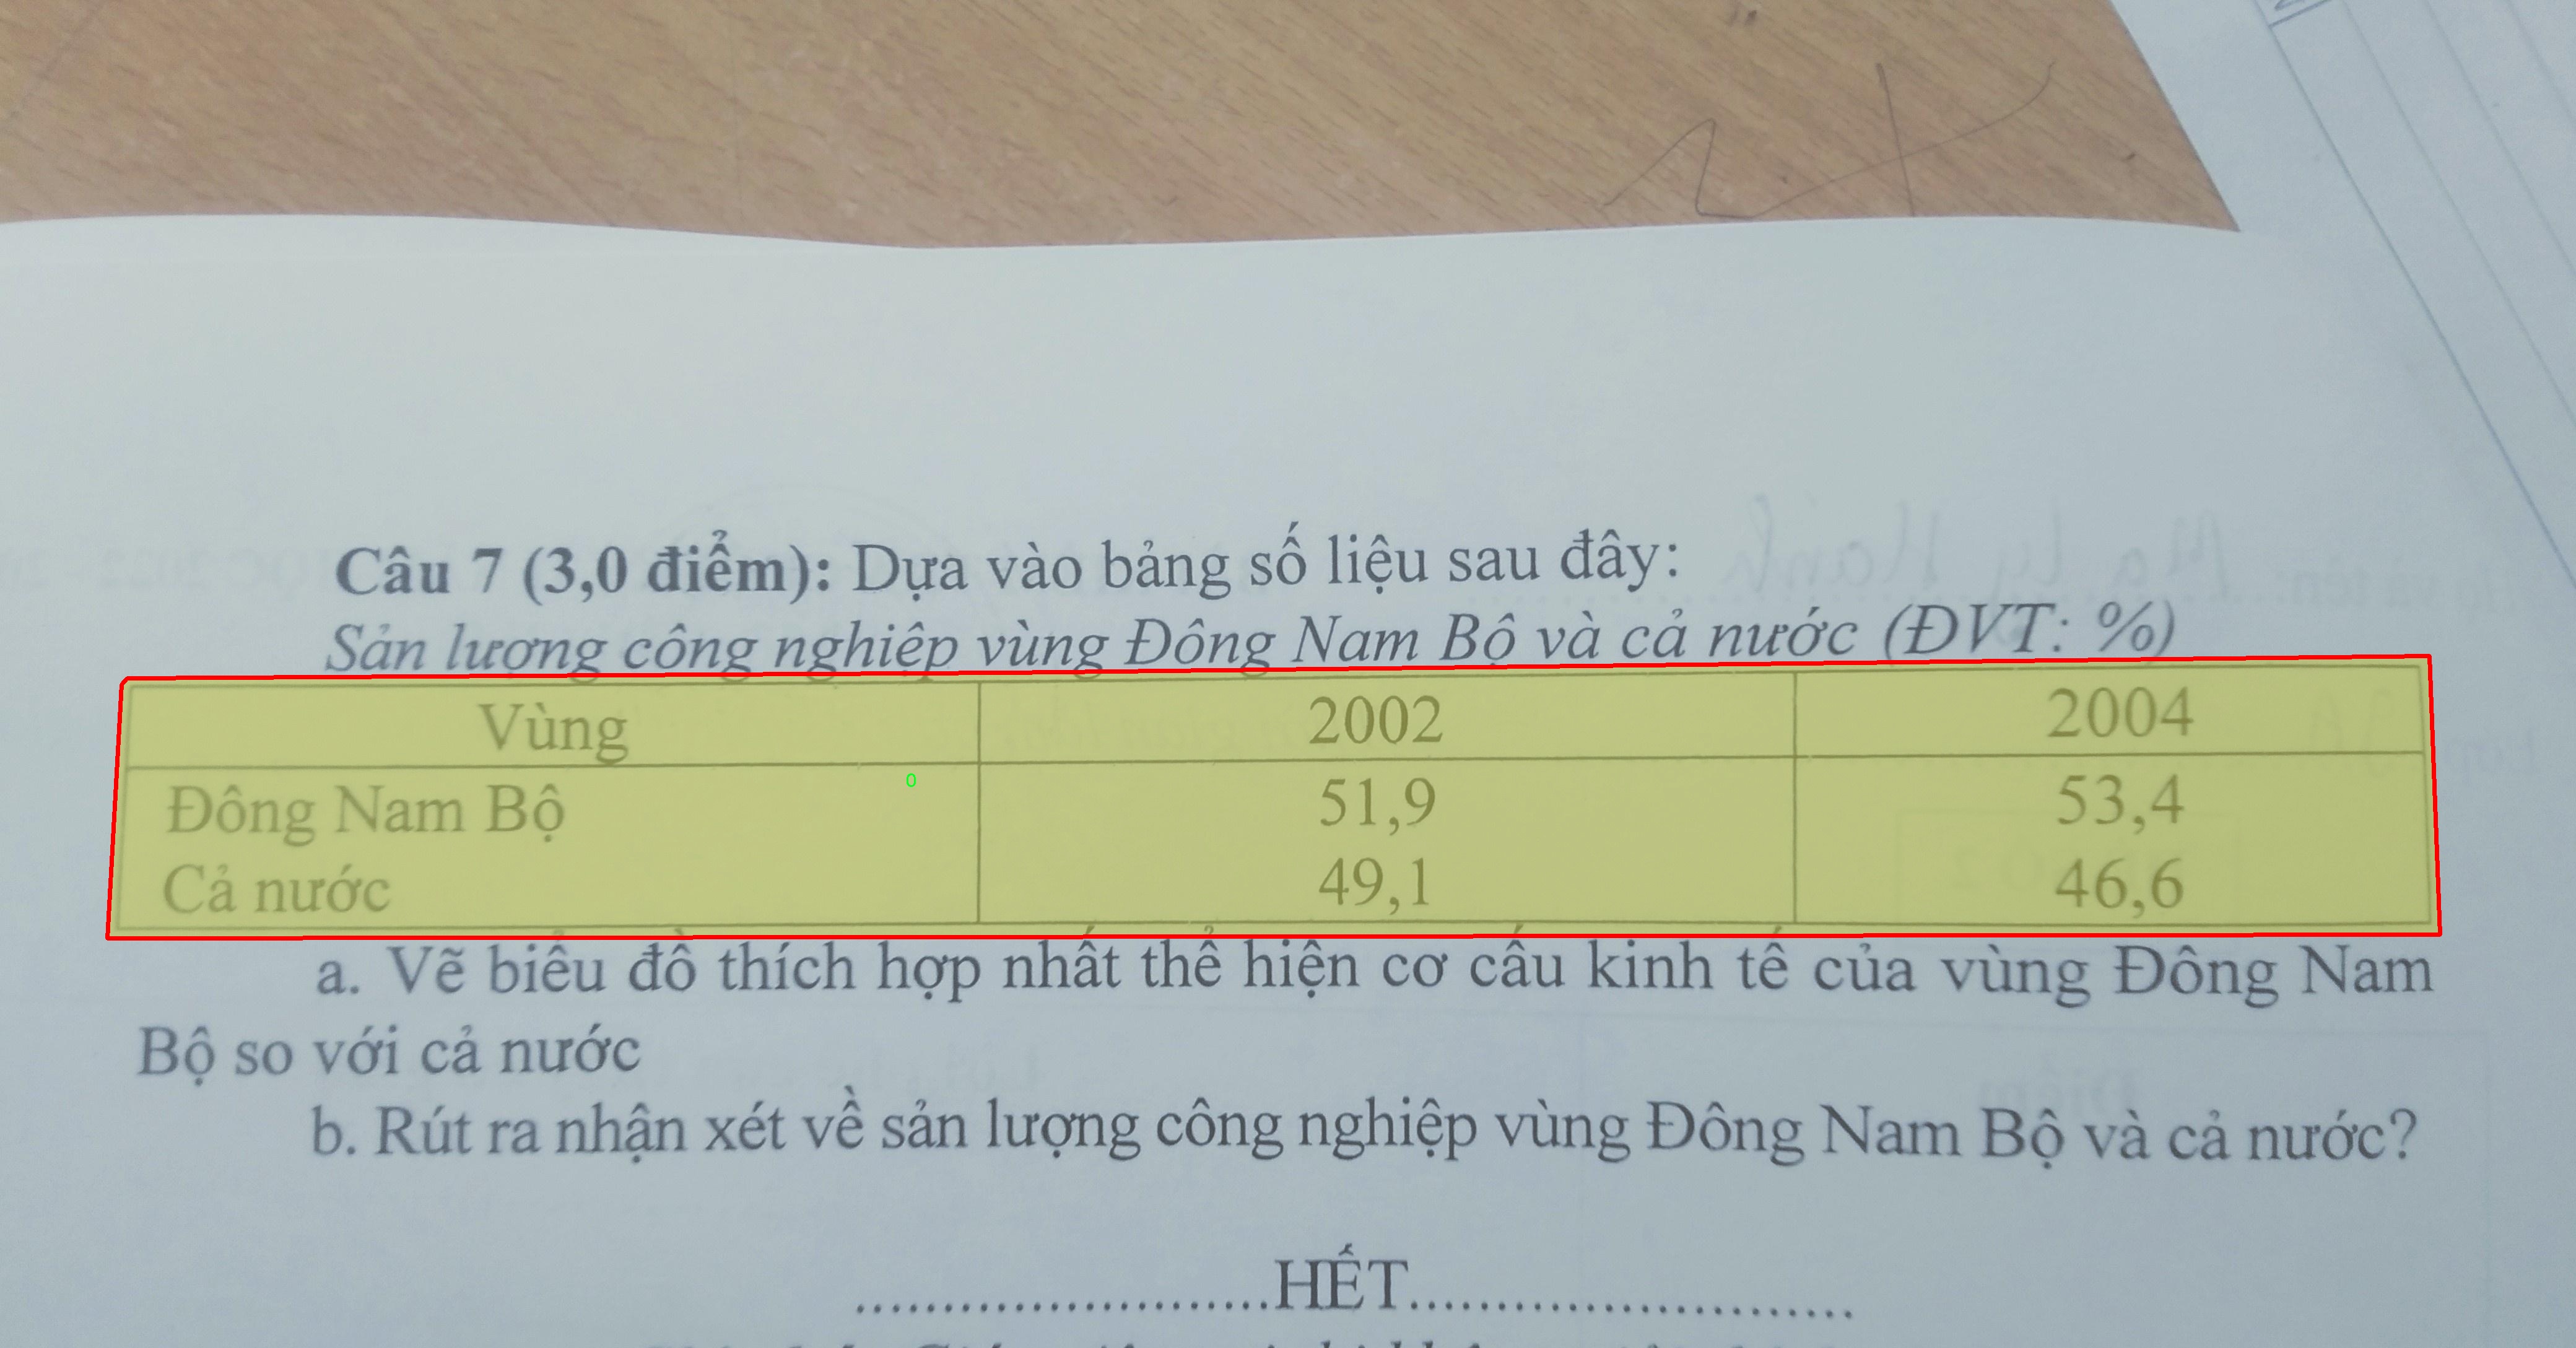 Câu 7 (3,0 điểm): Dựa vào bảng số liệu sau đây:
Sản lượng công nghiệp vùng Đông Nam Bộ và cả nước (ĐVT: %)
Vùng 2002 2004
0
Đông Nam Bộ 51,9 53,4
Cả nước 49,1 46,6
a. Vẽ biểu đồ thích hợp nhất thể hiện cơ cấu kinh tế của vùng Đông Nam
Bộ so với cả nước
b. Rút ra nhận xét về sản lượng công nghiệp vùng Đông Nam Bộ và cả nước?
........................HẾT..........................